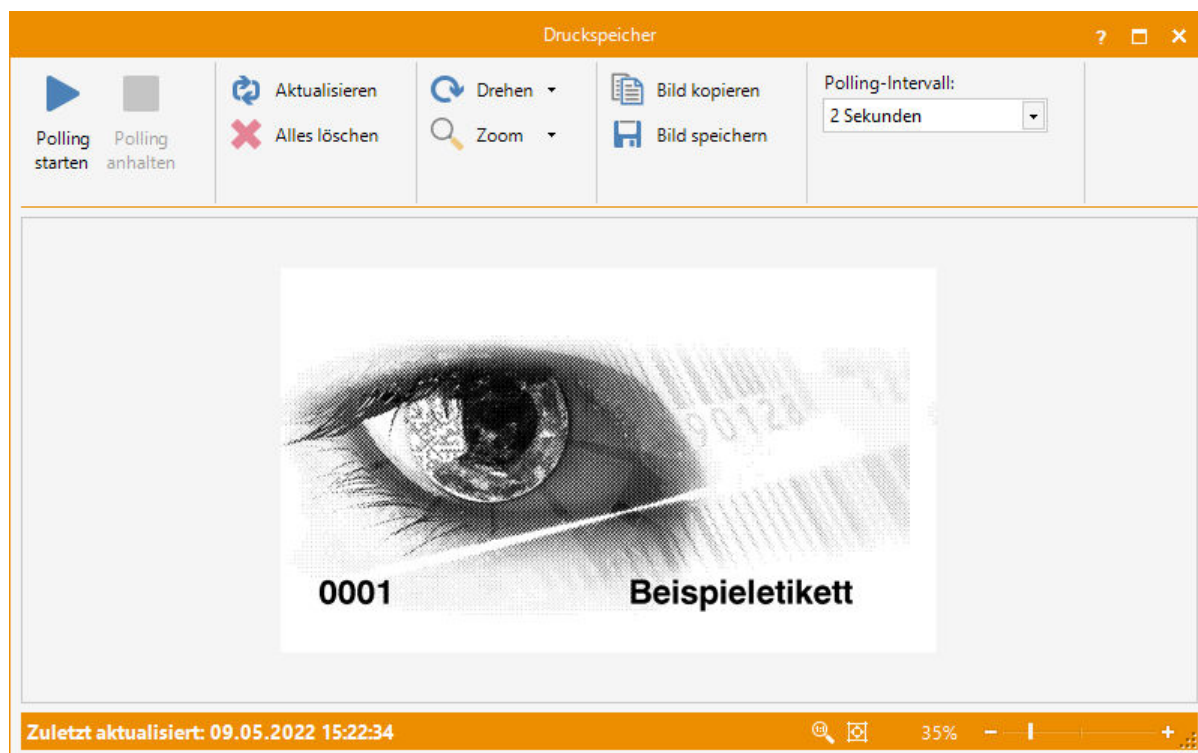 Druckspeicher
Polling starten
Polling anhalten
Aktualisieren
Alles löschen
Drehen
Zoom
Bild kopieren
Bild speichern
Polling-Intervall:
2 Sekunden
90128
0001
Beispieletikett
Zuletzt aktualisiert: 09.05.2022 15:22:34
35%